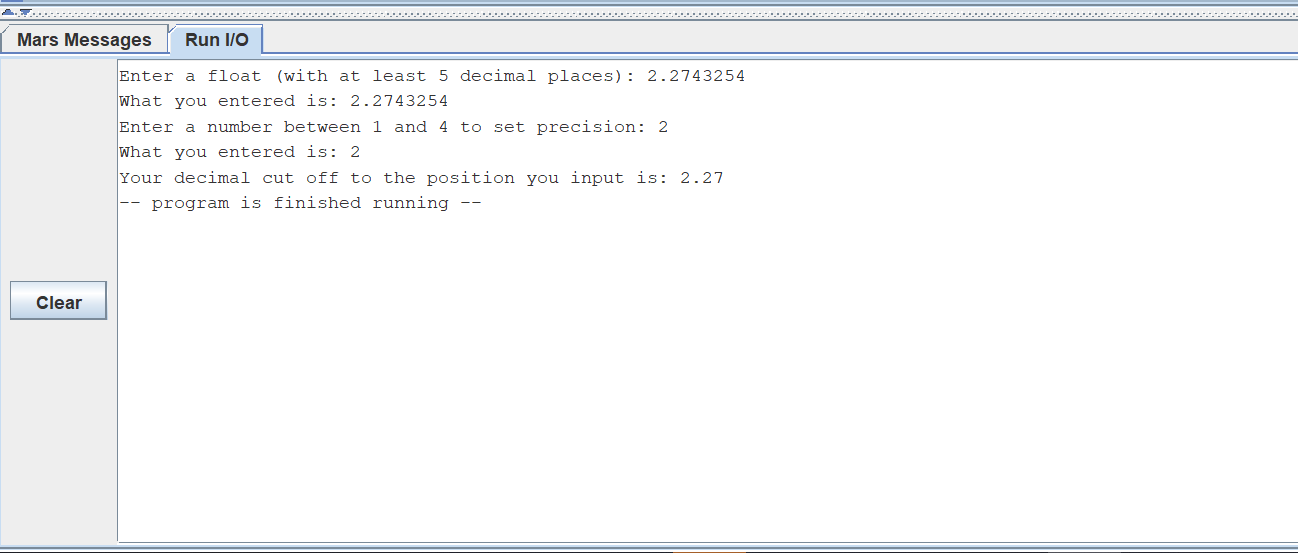 Mars Messages Run I/O
Enter a float (with at least 5 decimal places): 2.2743254
What you entered is: 2.2743254
Enter a number between 1 and 4 to set precision: 2
What you entered is: 2
Your decimal cut off to the position you input is: 2.27
-- program is finished running --
Clear